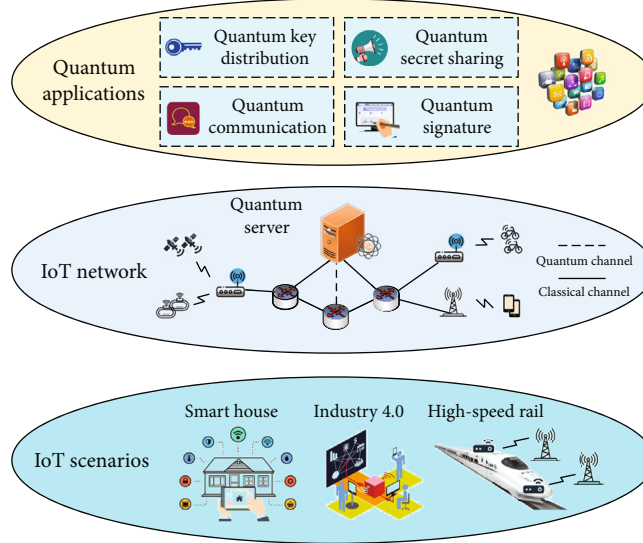 Quantum
applications
Quantum key
distribution
Quantum
secret sharing
Quantum
communication
Quantum
signature
IoT network
Quantum
server
Quantum channel
Classical channel
IoT scenarios
Smart house
Industry 4.0
High-speed rail